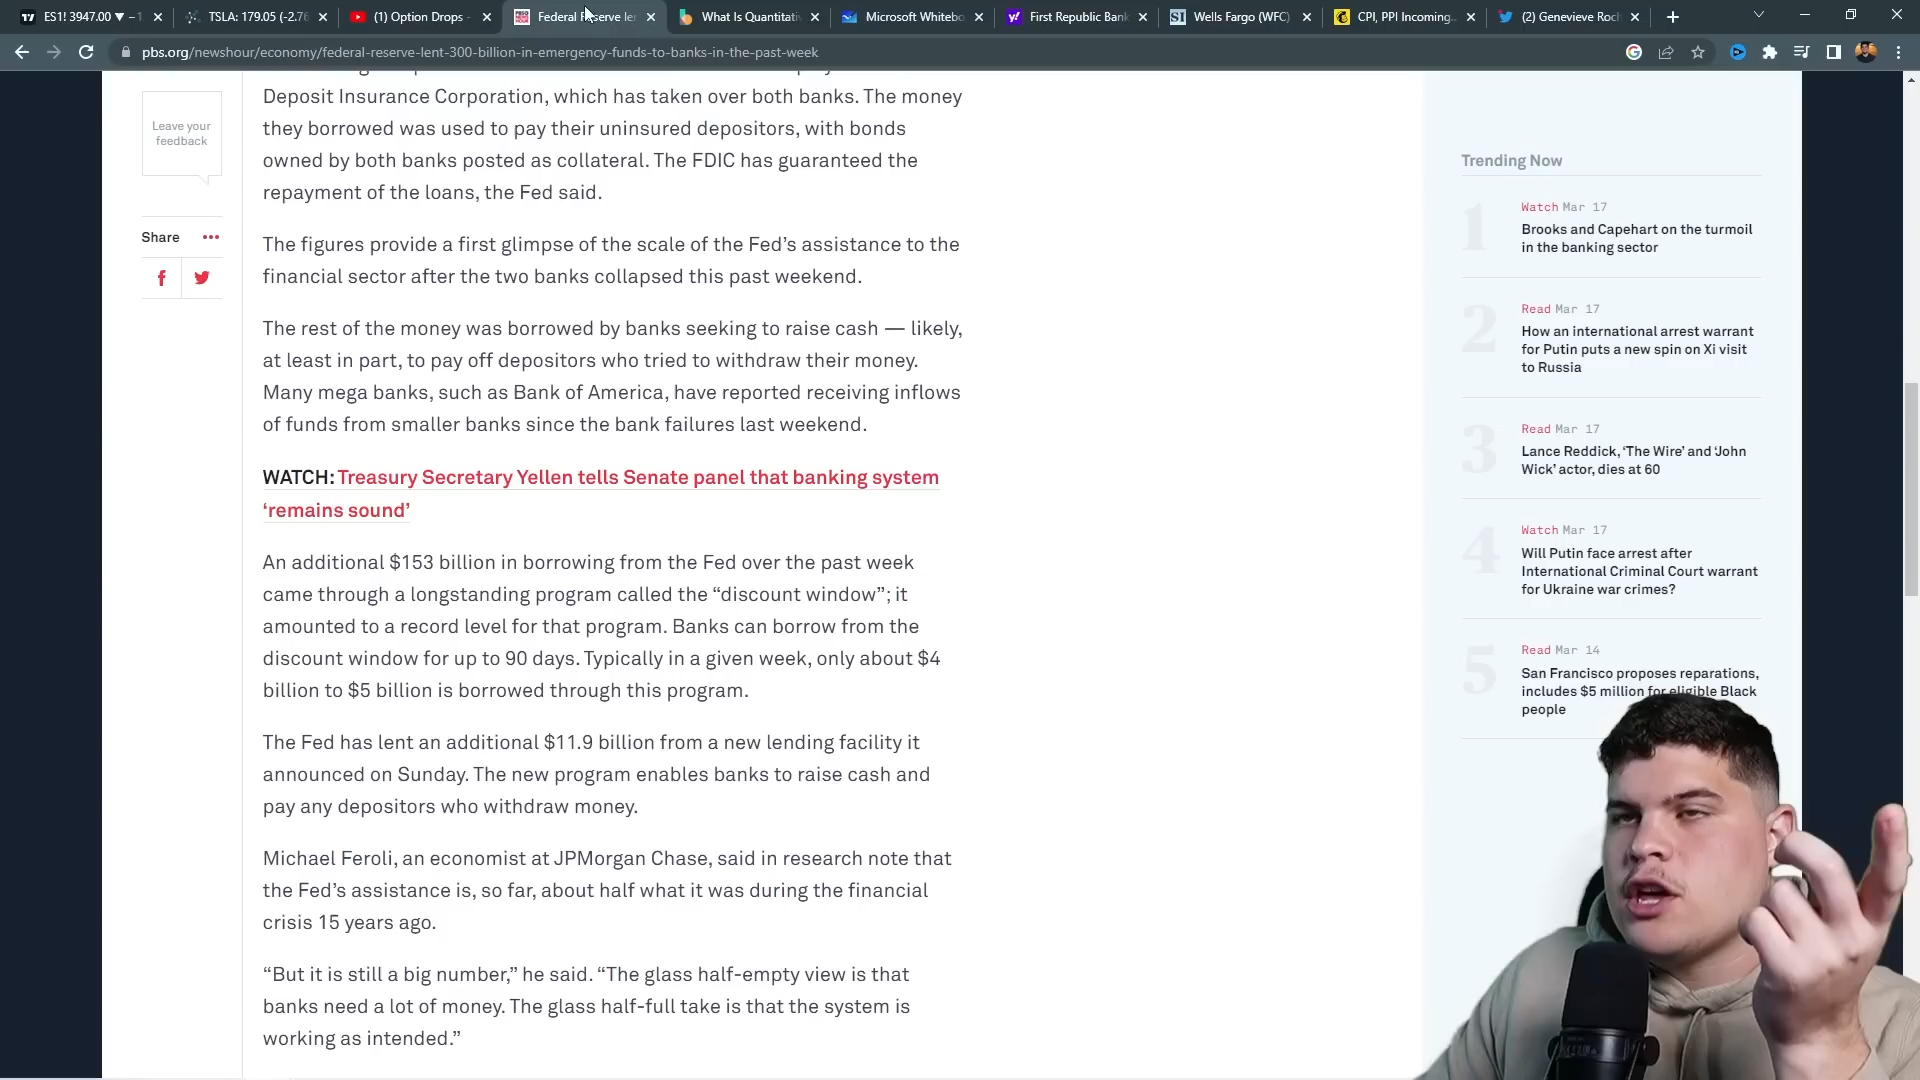 ES1! 3947.00 ▼ −1
TSLA: 179.05 (-2.76
(1) Option Drops -
Federal Reserve ler
What Is Quantitativ
Microsoft Whitebo
First Republic Bank
Wells Fargo (WFC)
CPI, PPI Incoming...
(2) Genevieve Roch
pbs.org/newshour/economy/federal-reserve-lent-300-billion-in-emergency-funds-to-banks-in-the-past-week
Leave your
feedback
Share
Deposit Insurance Corporation, which has taken over both banks. The money
they borrowed was used to pay their uninsured depositors, with bonds
owned by both banks posted as collateral. The FDIC has guaranteed the
repayment of the loans, the Fed said.
The figures provide a first glimpse of the scale of the Fed’s assistance to the
financial sector after the two banks collapsed this past weekend.
The rest of the money was borrowed by banks seeking to raise cash — likely,
at least in part, to pay off depositors who tried to withdraw their money.
Many mega banks, such as Bank of America, have reported receiving inflows
of funds from smaller banks since the bank failures last weekend.
WATCH: Treasury Secretary Yellen tells Senate panel that banking system
‘remains sound’
An additional $153 billion in borrowing from the Fed over the past week
came through a longstanding program called the “discount window”; it
amounted to a record level for that program. Banks can borrow from the
discount window for up to 90 days. Typically in a given week, only about $4
billion to $5 billion is borrowed through this program.
The Fed has lent an additional $11.9 billion from a new lending facility it
announced on Sunday. The new program enables banks to raise cash and
pay any depositors who withdraw money.
Michael Feroli, an economist at JPMorgan Chase, said in research note that
the Fed’s assistance is, so far, about half what it was during the financial
crisis 15 years ago.
“But it is still a big number,” he said. “The glass half-empty view is that
banks need a lot of money. The glass half-full take is that the system is
working as intended.”
Trending Now
1
Watch Mar 17
Brooks and Capehart on the turmoil
in the banking sector
2
Read Mar 17
How an international arrest warrant
for Putin puts a new spin on Xi visit
to Russia
3
Read Mar 17
Lance Reddick, ‘The Wire’ and ‘John
Wick’ actor, dies at 60
4
Watch Mar 17
Will Putin face arrest after
International Criminal Court warrant
for Ukraine war crimes?
5
Read Mar 14
San Francisco proposes reparations,
includes $5 million for eligible Black
people